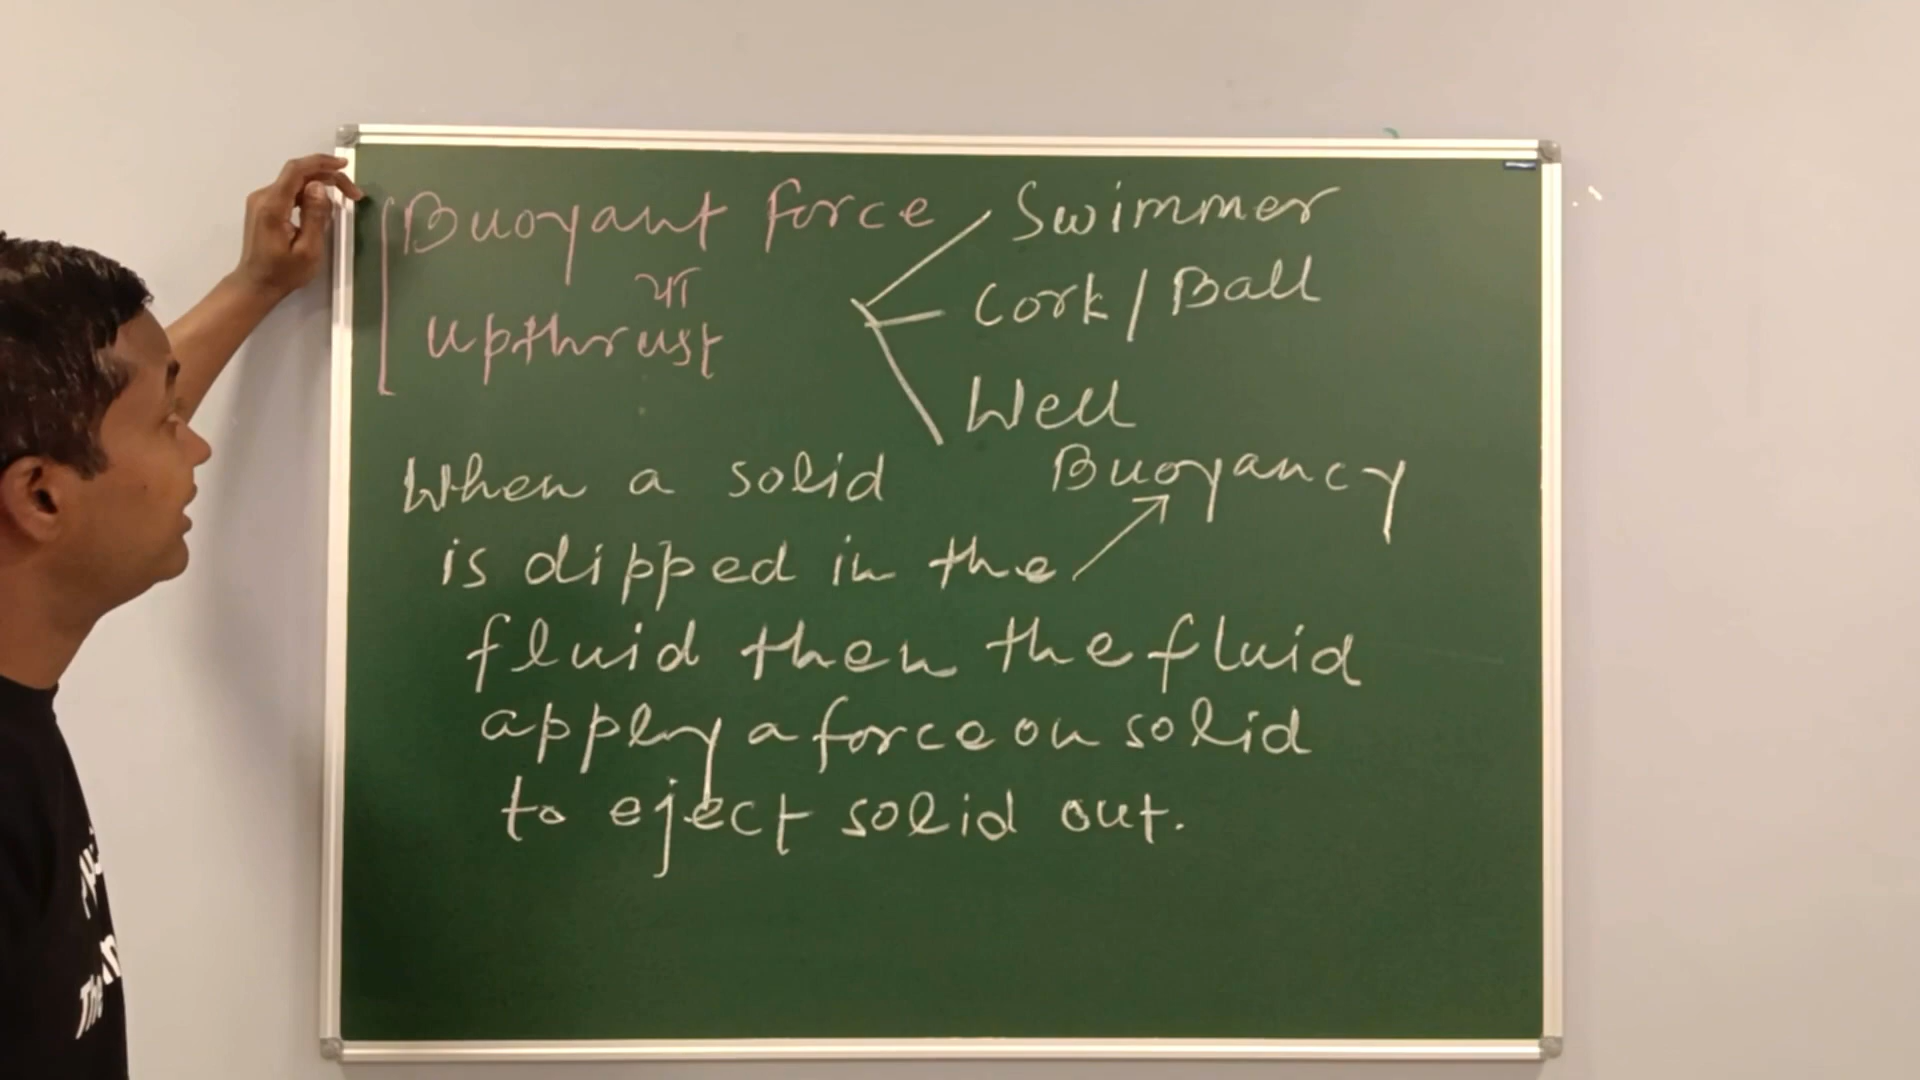 Buoyant force
या
upthrust
Swimmer
Cork / Ball
Well
Buoyancy
When a solid
is dipped in the
fluid then the fluid
apply a force on solid
to eject solid out.